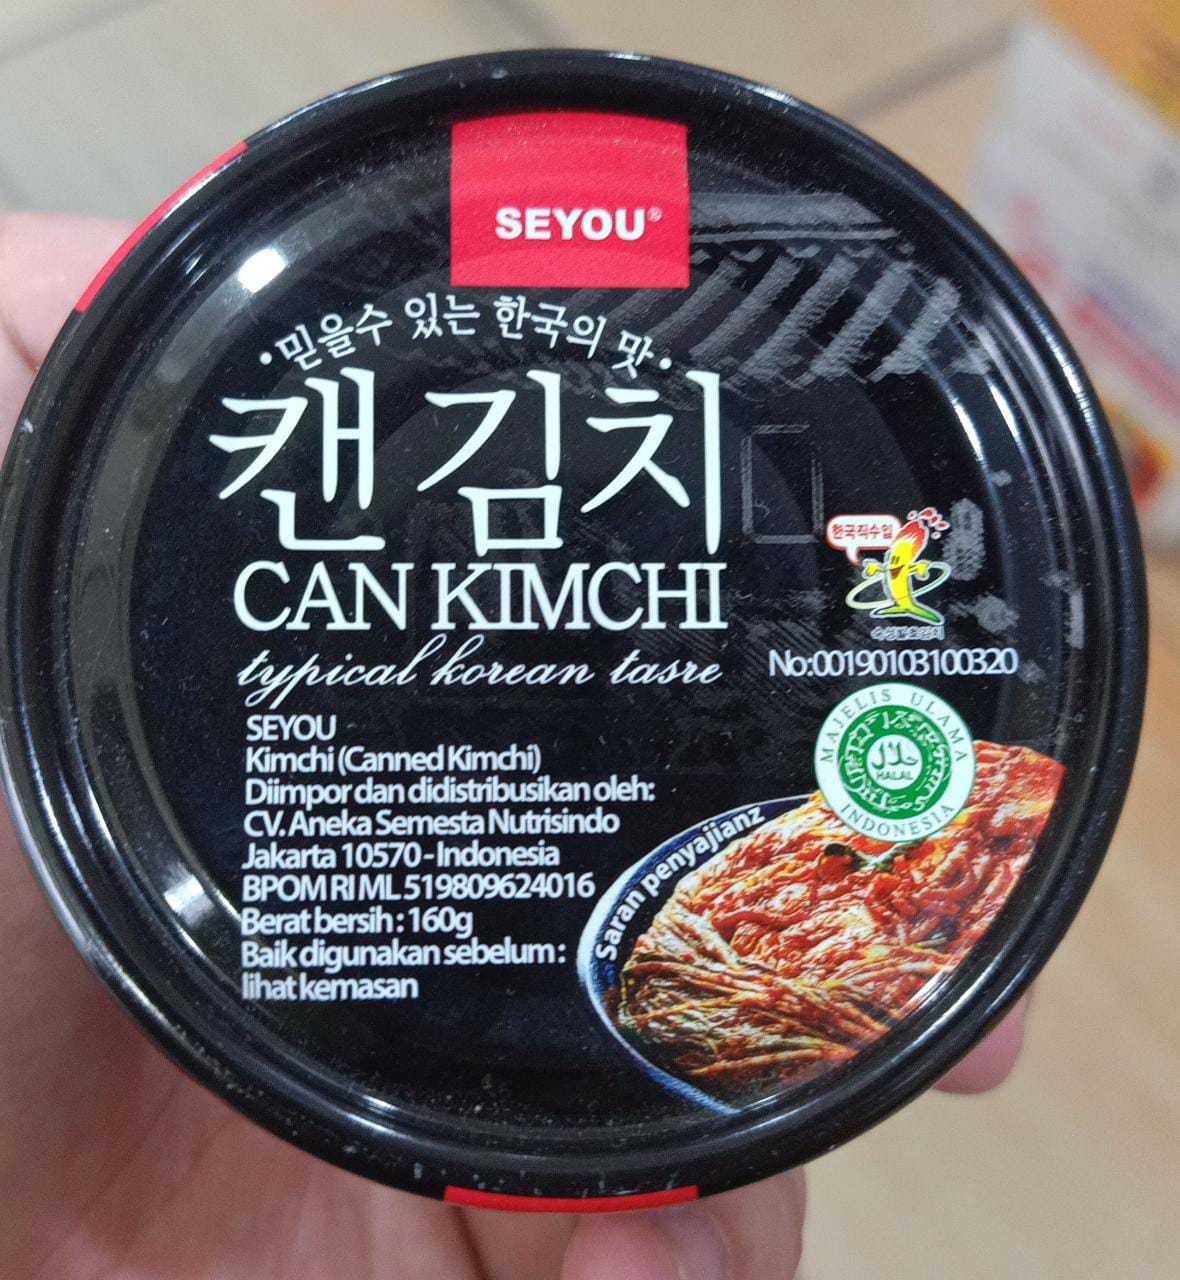 SEYOU®
·믿을수 있는 한국의 맛·
캔 김치
CAN KIMCHI
typical korean tasre
한국직수입
No:00190103100320
MAJELIS ULAMA
حلال
HALAL
INDONESIA
SEYOU
Kimchi (Canned Kimchi)
Diimpor dan didistribusikan oleh:
CV. Aneka Semesta Nutrisindo
Jakarta 10570-Indonesia
BPOM RI ML 519809624016
Berat bersih : 160g
Baik digunakan sebelum :
lihat kemasan
Saran penyajianz